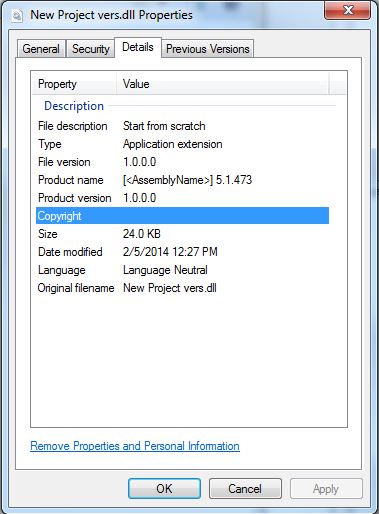 New Project vers.dll Properties
General Security Details Previous Versions
Property Value
Description
File description Start from scratch
Type Application extension
File version 1.0.0.0
Product name [<AssemblyName>] 5.1.473
Product version 1.0.0.0
Copyright
Size 24.0 KB
Date modified 2/5/2014 12:27 PM
Language Language Neutral
Original filename New Project vers.dll
Remove Properties and Personal Information
OK Cancel Apply